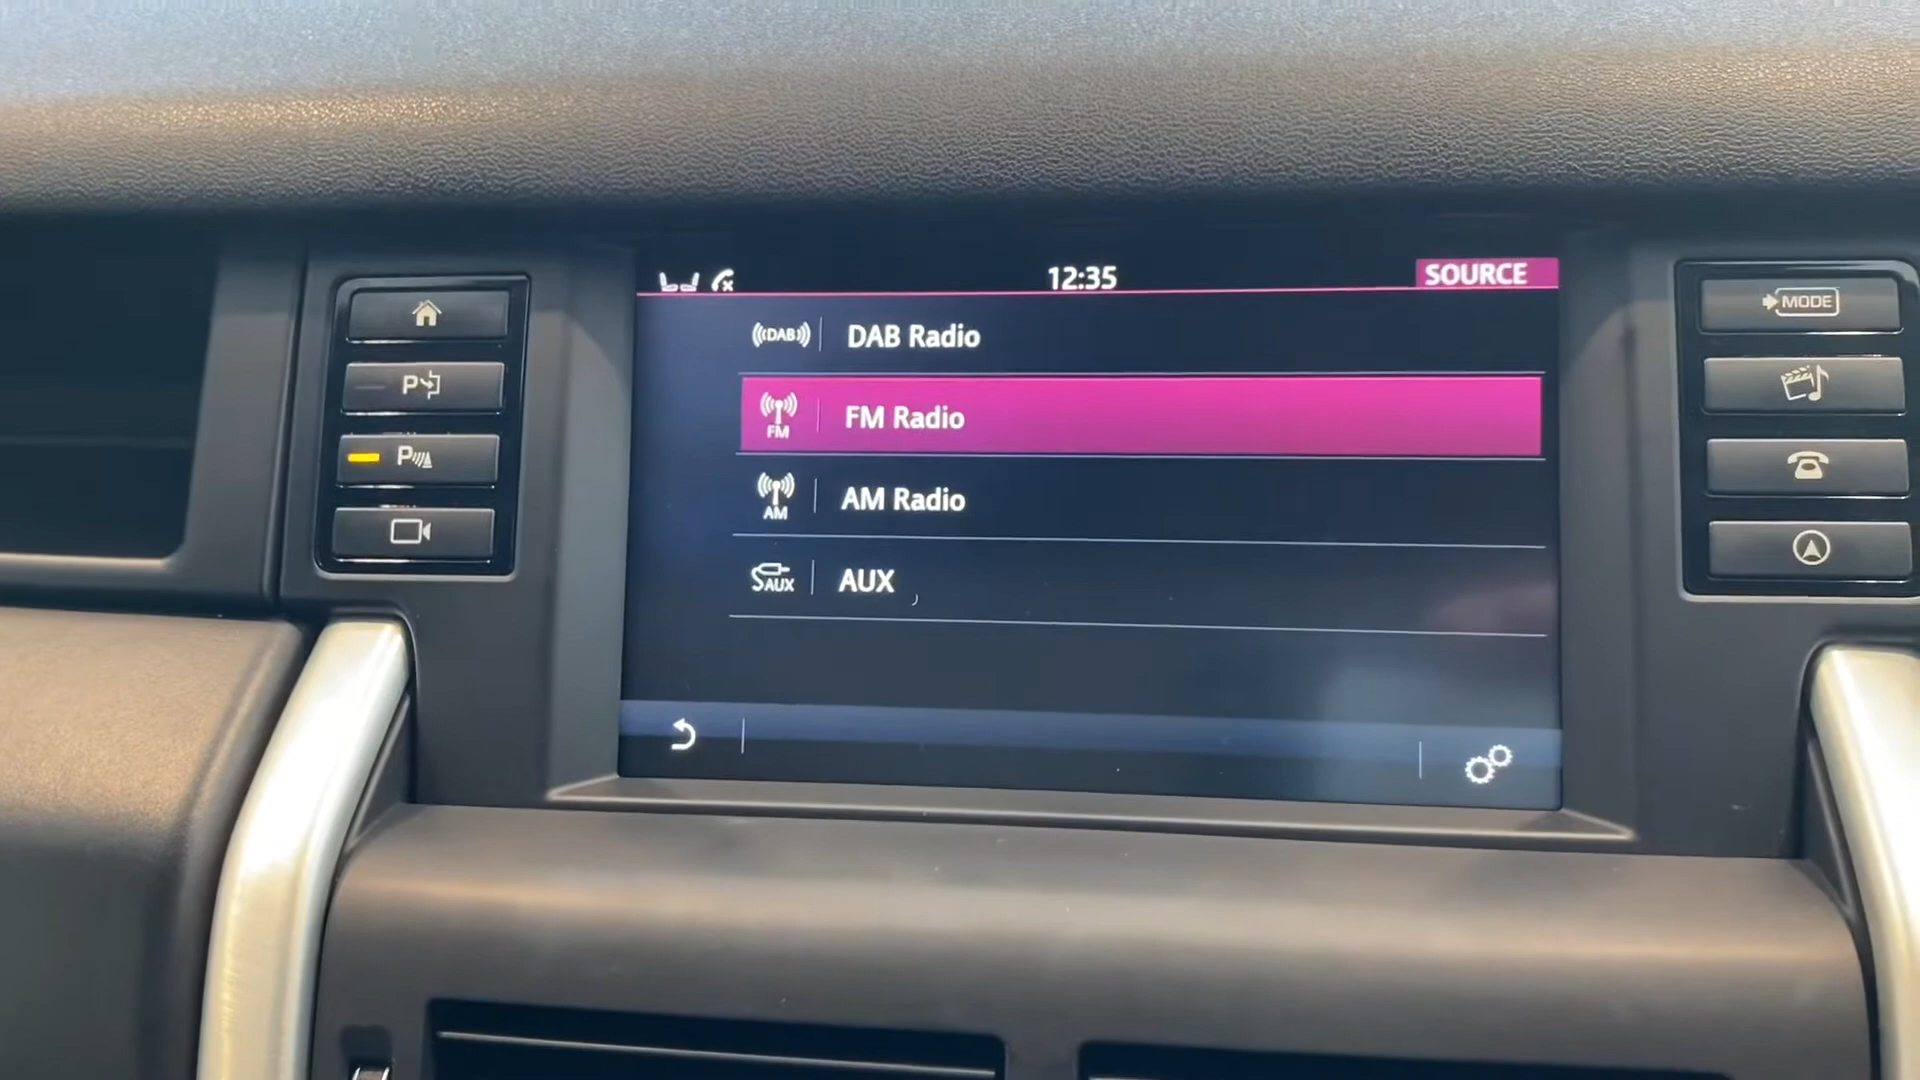 12:35
SOURCE
DAB
DAB Radio
FM
FM Radio
AM
AM Radio
AUX
AUX
P
P
MODE